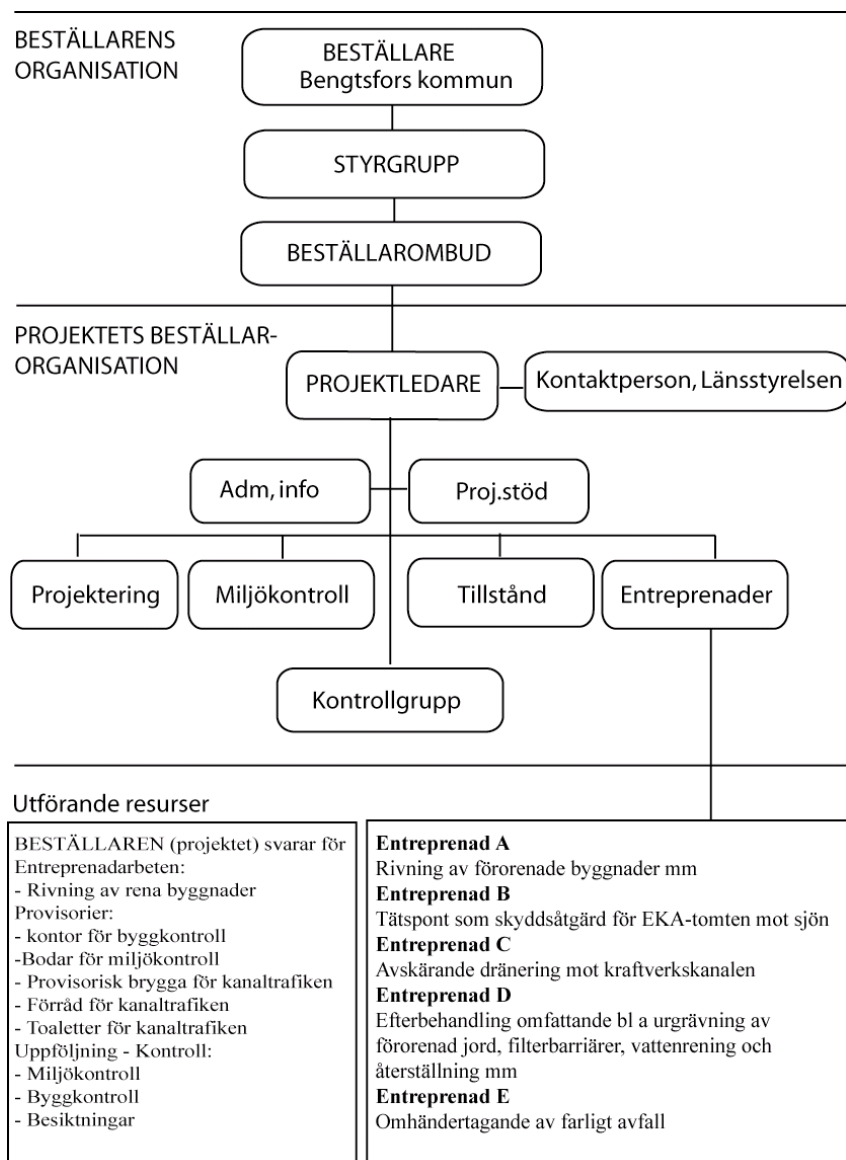 BESTÄLLARENS
ORGANISATION
BESTÄLLARE
Bengtsfors kommun
STYRGRUPP
BESTÄLLAROMBUD
PROJEKTETS BESTÄLLAR-
ORGANISATION
PROJEKTLEDARE
Kontaktperson, Länsstyrelsen
Adm, info
Proj.stöd
Projektering
Miljökontroll
Tillstånd
Entreprenader
Kontrollgrupp
Utförande resurser
BESTÄLLAREN (projektet) svarar för
Entreprenadarbeten:
- Rivning av rena byggnader
Provisorier:
- kontor för byggkontroll
-Bodar för miljökontroll
- Provisorisk brygga för kanaltrafiken
- Förråd för kanaltrafiken
- Toaletter för kanaltrafiken
Uppföljning - Kontroll:
- Miljökontroll
- Byggkontroll
- Besiktningar
Entreprenad A
Rivning av förorenade byggnader mm
Entreprenad B
Tätspont som skyddsåtgärd för EKA-tomten mot sjön
Entreprenad C
Avskärande dränering mot kraftverkskanalen
Entreprenad D
Efterbehandling omfattande bl a urgrävning av
förorenad jord, filterbarriärer, vattenrening och
återställning mm
Entreprenad E
Omhändertagande av farligt avfall